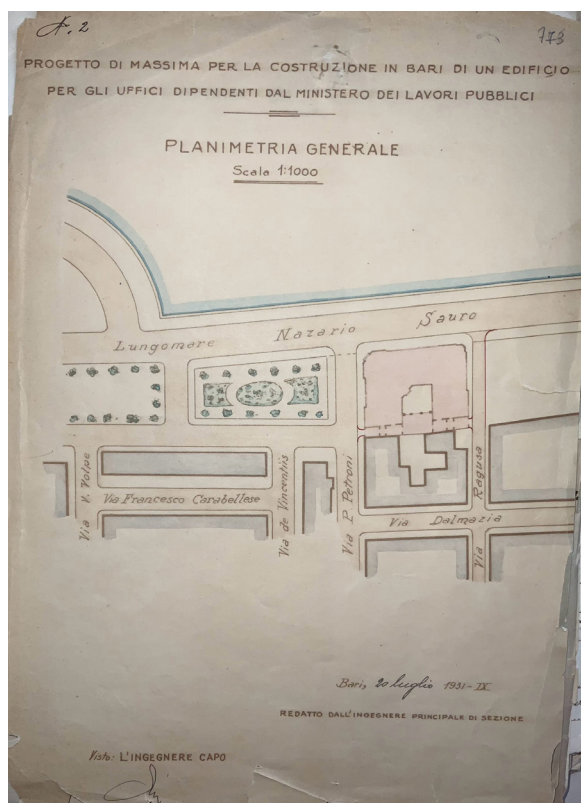 N. 2
773
PROGETTO DI MASSIMA PER LA COSTRUZIONE IN BARI DI UN EDIFICIO
PER GLI UFFICI DIPENDENTI DAL MINISTERO DEI LAVORI PUBBLICI
PLANIMETRIA GENERALE
Scala 1:1000
Lungomare Nazario Sauro
Via V. Volpe
Via Francesco Carabellese
Via de Vincentiis
Via P. Petroni
Via Dalmazia
Via Ragusa
Bari, 20 luglio 1931-IX
REDATTO DALL'INGEGNERE PRINCIPALE DI SEZIONE
Visto: L'INGEGNERE CAPO